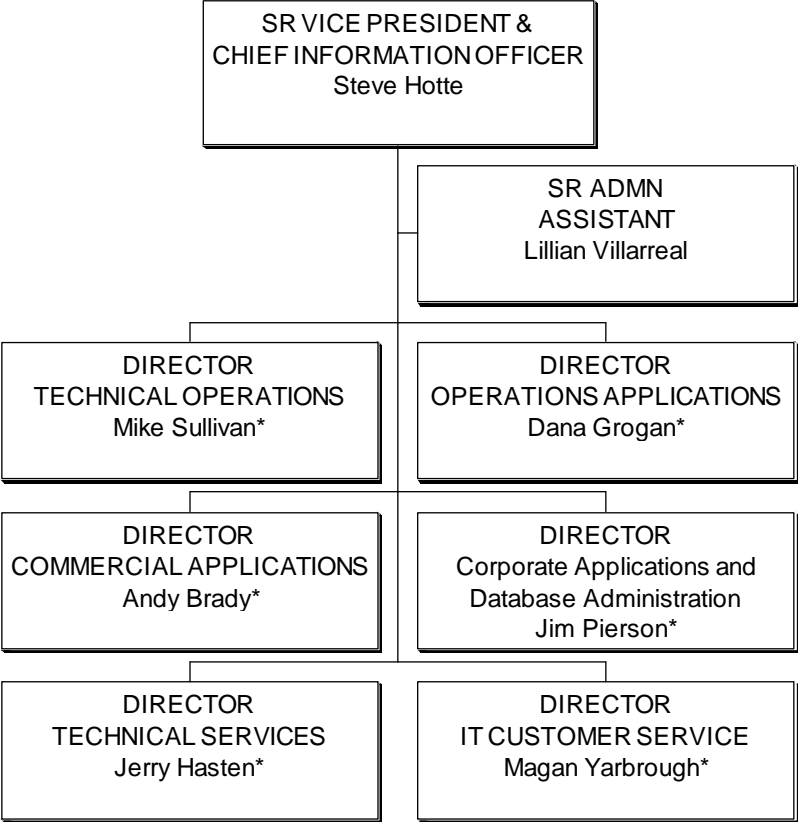 SR VICE PRESIDENT &
CHIEF INFORMATION OFFICER
Steve Hotte
SR ADMN
ASSISTANT
Lillian Villarreal
DIRECTOR
TECHNICAL OPERATIONS
Mike Sullivan*
DIRECTOR
OPERATIONS APPLICATIONS
Dana Grogan*
DIRECTOR
COMMERCIAL APPLICATIONS
Andy Brady*
DIRECTOR
Corporate Applications and
Database Administration
Jim Pierson*
DIRECTOR
TECHNICAL SERVICES
Jerry Hasten*
DIRECTOR
IT CUSTOMER SERVICE
Magan Yarbrough*